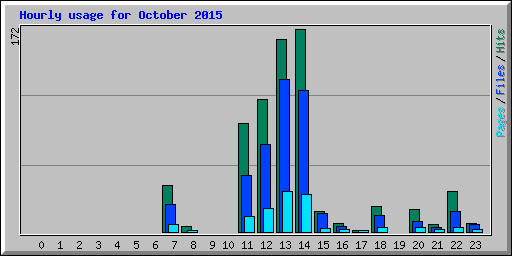 Hourly usage for October 2015
172
Pages/Files/Hits
0 1 2 3 4 5 6 7 8 9 10 11 12 13 14 15 16 17 18 19 20 21 22 23